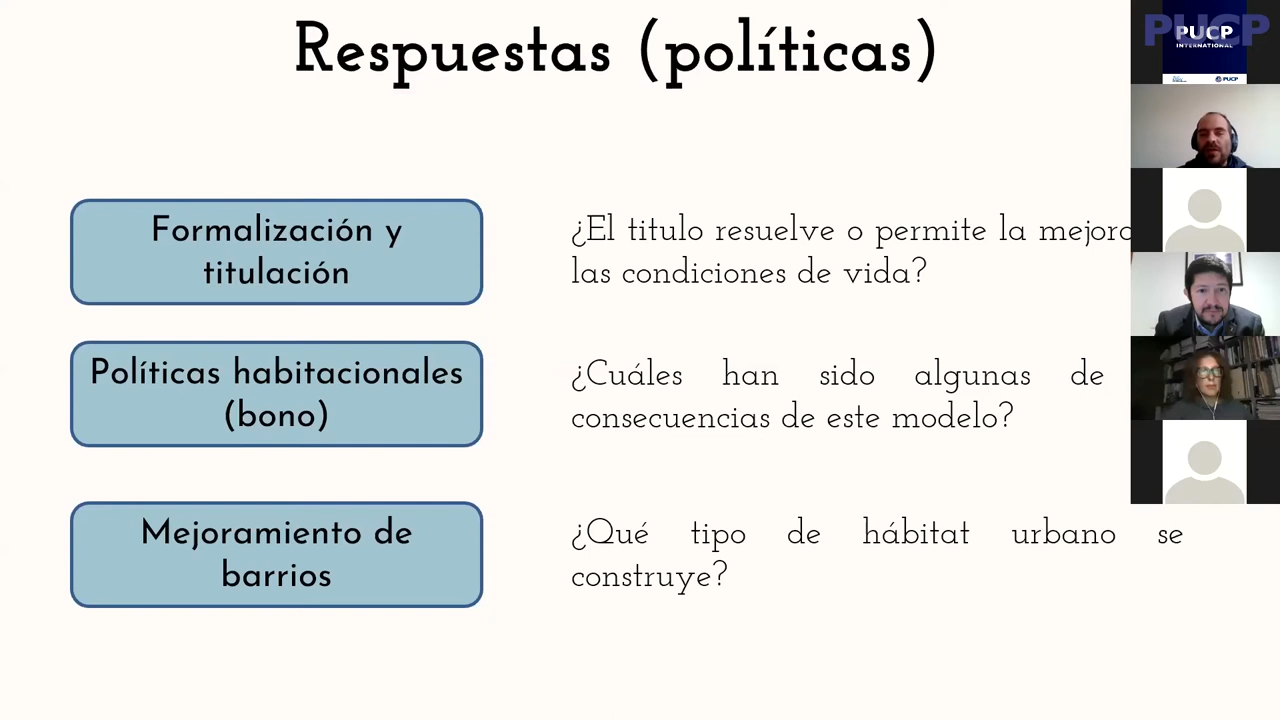 Respuestas (políticas)
Formalización y
titulación
¿El titulo resuelve o permite la mejora
las condiciones de vida?
Políticas habitacionales
(bono)
¿Cuáles han sido algunas de
consecuencias de este modelo?
Mejoramiento de
barrios
¿Qué tipo de hábitat urbano se
construye?
PUCP
PUCP
INTERNATIONAL
PUCP